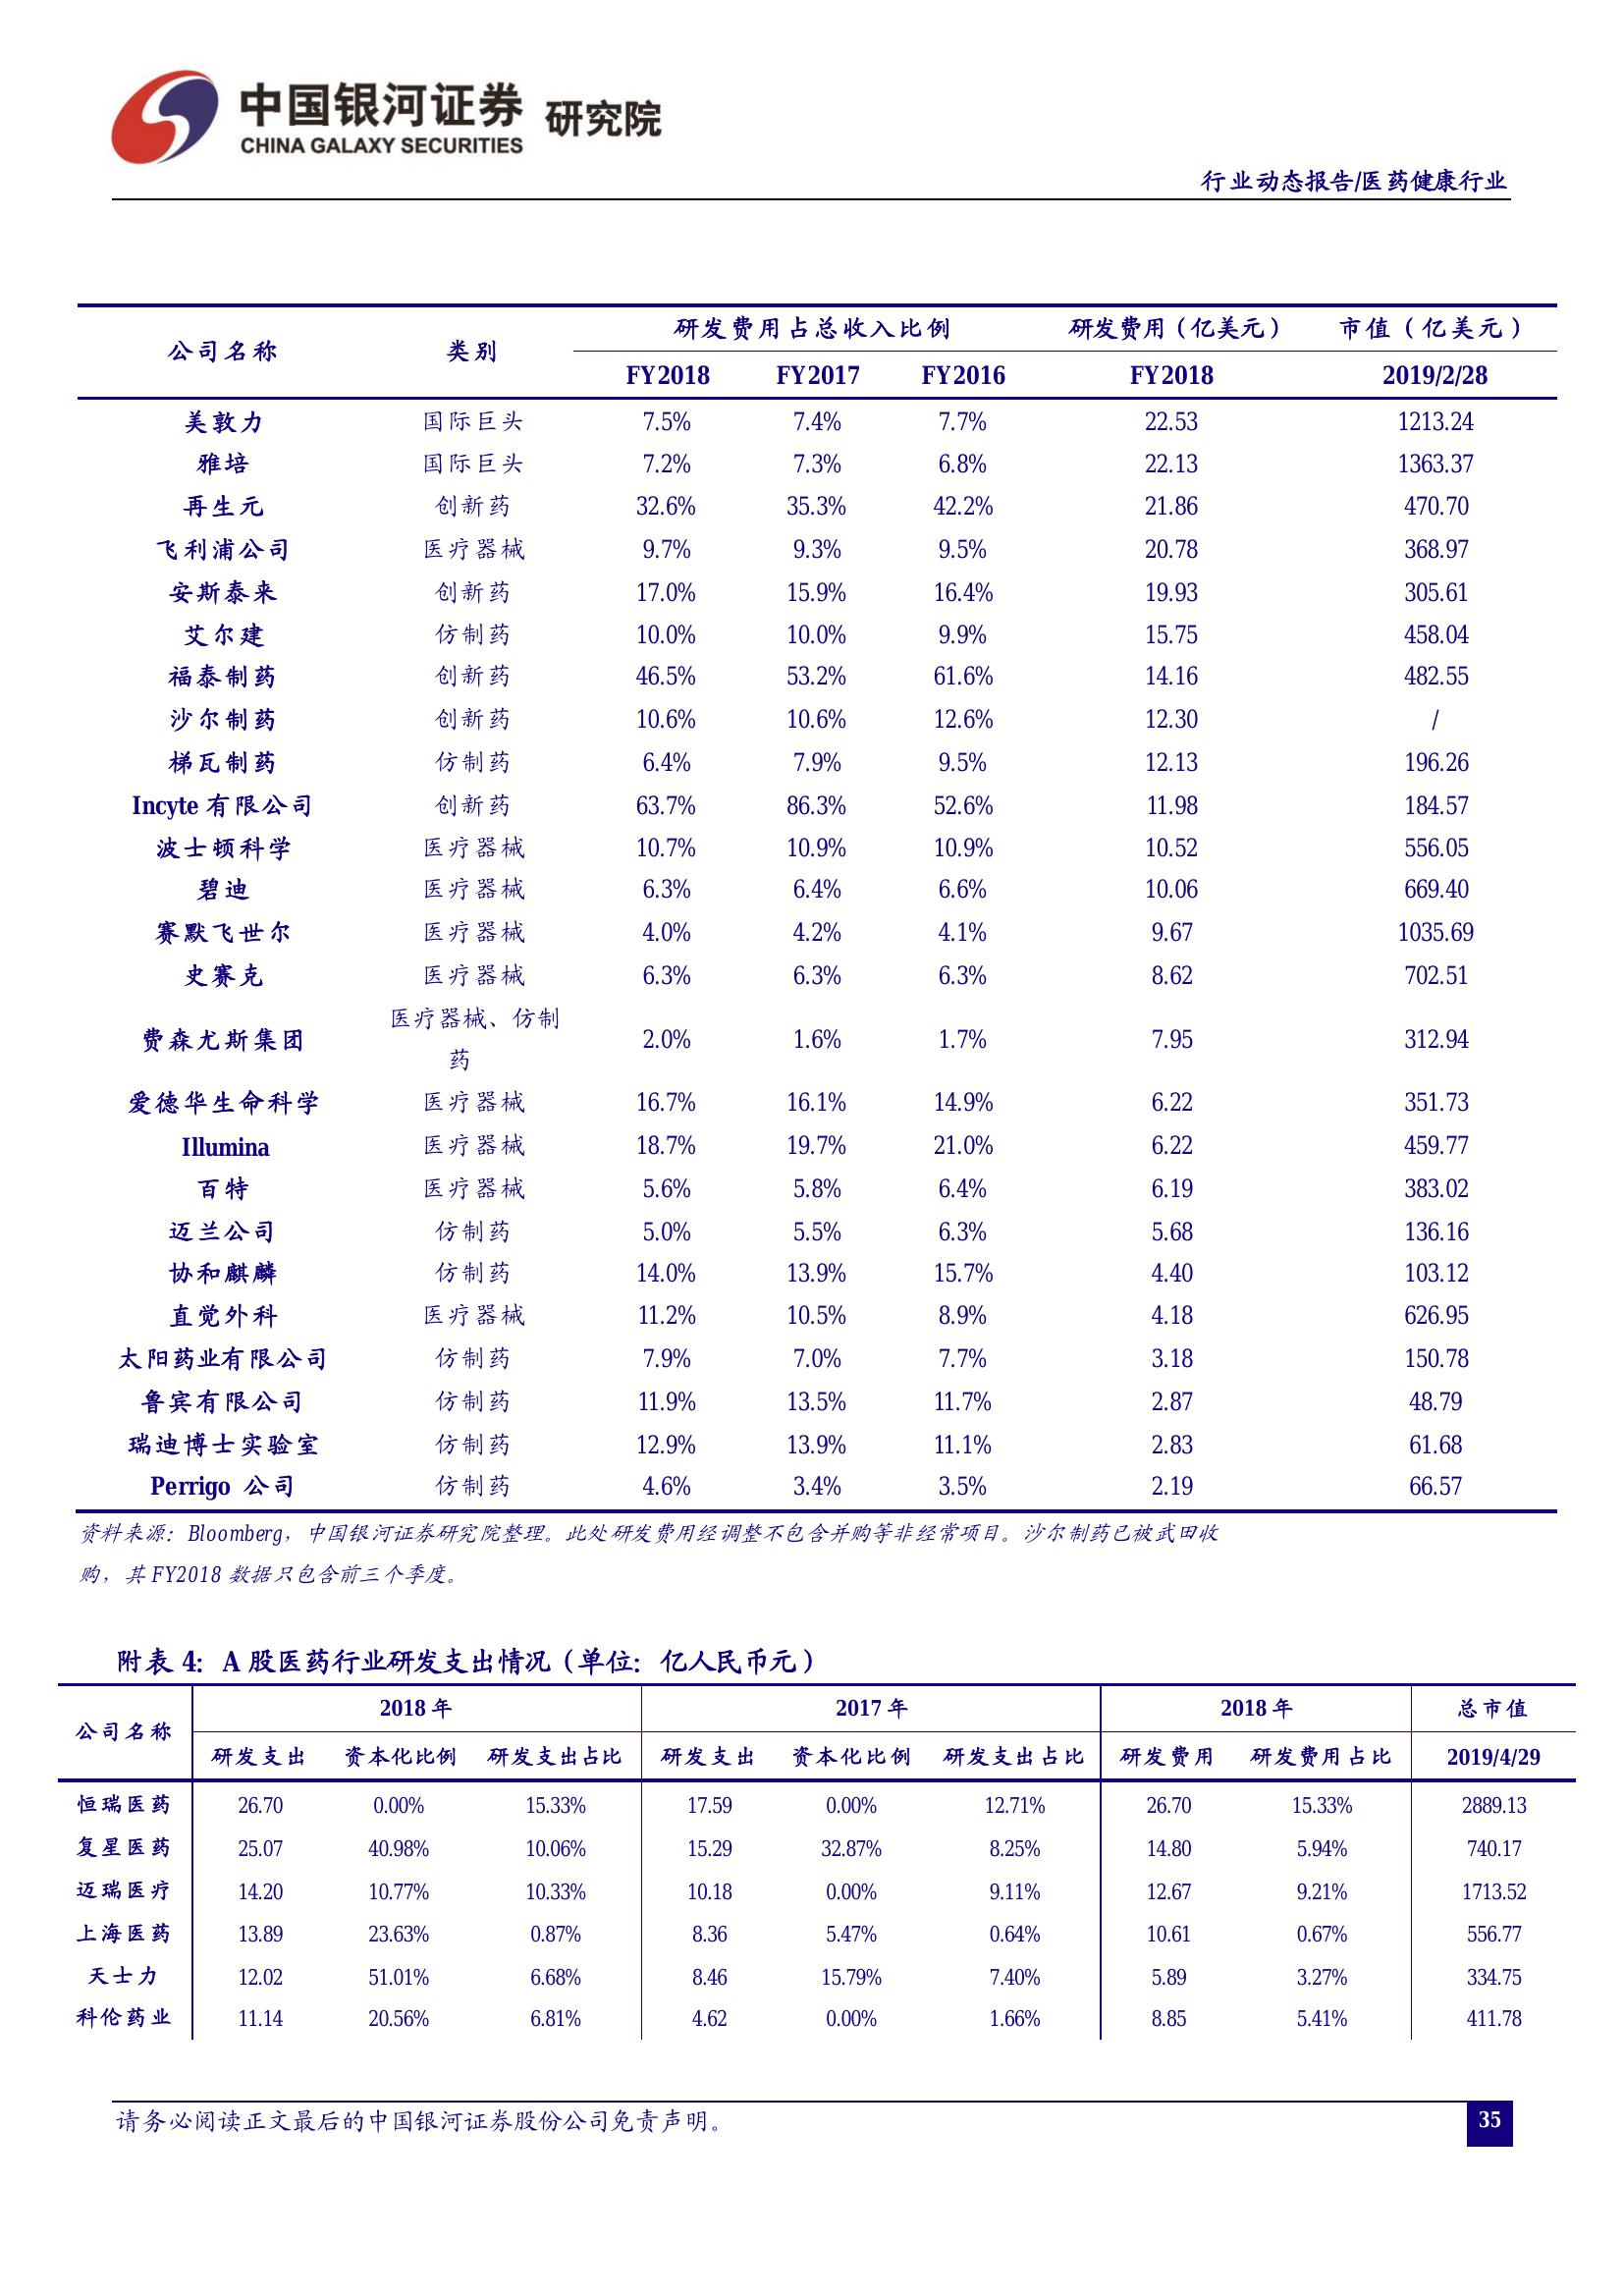 中国银河证券 研究院
CHINA GALAXY SECURITIES
行业动态报告/医药健康行业
公司名称 类别 研发费用占总收入比例 研发费用（亿美元） 市值（亿美元）
FY2018 FY2017 FY2016 FY2018 2019/2/28
美敦力 国际巨头 7.5% 7.4% 7.7% 22.53 1213.24
雅培 国际巨头 7.2% 7.3% 6.8% 22.13 1363.37
再生元 创新药 32.6% 35.3% 42.2% 21.86 470.70
飞利浦公司 医疗器械 9.7% 9.3% 9.5% 20.78 368.97
安斯泰来 创新药 17.0% 15.9% 16.4% 19.93 305.61
艾尔建 仿制药 10.0% 10.0% 9.9% 15.75 458.04
福泰制药 创新药 46.5% 53.2% 61.6% 14.16 482.55
沙尔制药 创新药 10.6% 10.6% 12.6% 12.30 /
梯瓦制药 仿制药 6.4% 7.9% 9.5% 12.13 196.26
Incyte 有限公司 创新药 63.7% 86.3% 52.6% 11.98 184.57
波士顿科学 医疗器械 10.7% 10.9% 10.9% 10.52 556.05
碧迪 医疗器械 6.3% 6.4% 6.6% 10.06 669.40
赛默飞世尔 医疗器械 4.0% 4.2% 4.1% 9.67 1035.69
史赛克 医疗器械 6.3% 6.3% 6.3% 8.62 702.51
费森尤斯集团 医疗器械、仿制药 2.0% 1.6% 1.7% 7.95 312.94
爱德华生命科学 医疗器械 16.7% 16.1% 14.9% 6.22 351.73
Illumina 医疗器械 18.7% 19.7% 21.0% 6.22 459.77
百特 医疗器械 5.6% 5.8% 6.4% 6.19 383.02
迈兰公司 仿制药 5.0% 5.5% 6.3% 5.68 136.16
协和麒麟 仿制药 14.0% 13.9% 15.7% 4.40 103.12
直觉外科 医疗器械 11.2% 10.5% 8.9% 4.18 626.95
太阳药业有限公司 仿制药 7.9% 7.0% 7.7% 3.18 150.78
鲁宾有限公司 仿制药 11.9% 13.5% 11.7% 2.87 48.79
瑞迪博士实验室 仿制药 12.9% 13.9% 11.1% 2.83 61.68
Perrigo 公司 仿制药 4.6% 3.4% 3.5% 2.19 66.57
资料来源：Bloomberg，中国银河证券研究院整理。此处研发费用经调整不包含并购等非经常项目。沙尔制药已被武田收
购，其 FY2018 数据只包含前三个季度。
附表 4：A 股医药行业研发支出情况（单位：亿人民币元）
公司名称 2018 年 2017 年 2018 年 总市值
研发支出 资本化比例 研发支出占比 研发支出 资本化比例 研发支出占比 研发费用 研发费用占比 2019/4/29
恒瑞医药 26.70 0.00% 15.33% 17.59 0.00% 12.71% 26.70 15.33% 2889.13
复星医药 25.07 40.98% 10.06% 15.29 32.87% 8.25% 14.80 5.94% 740.17
迈瑞医疗 14.20 10.77% 10.33% 10.18 0.00% 9.11% 12.67 9.21% 1713.52
上海医药 13.89 23.63% 0.87% 8.36 5.47% 0.64% 10.61 0.67% 556.77
天士力 12.02 51.01% 6.68% 8.46 15.79% 7.40% 5.89 3.27% 334.75
科伦药业 11.14 20.56% 6.81% 4.62 0.00% 1.66% 8.85 5.41% 411.78
请务必阅读正文最后的中国银河证券股份公司免责声明。
35